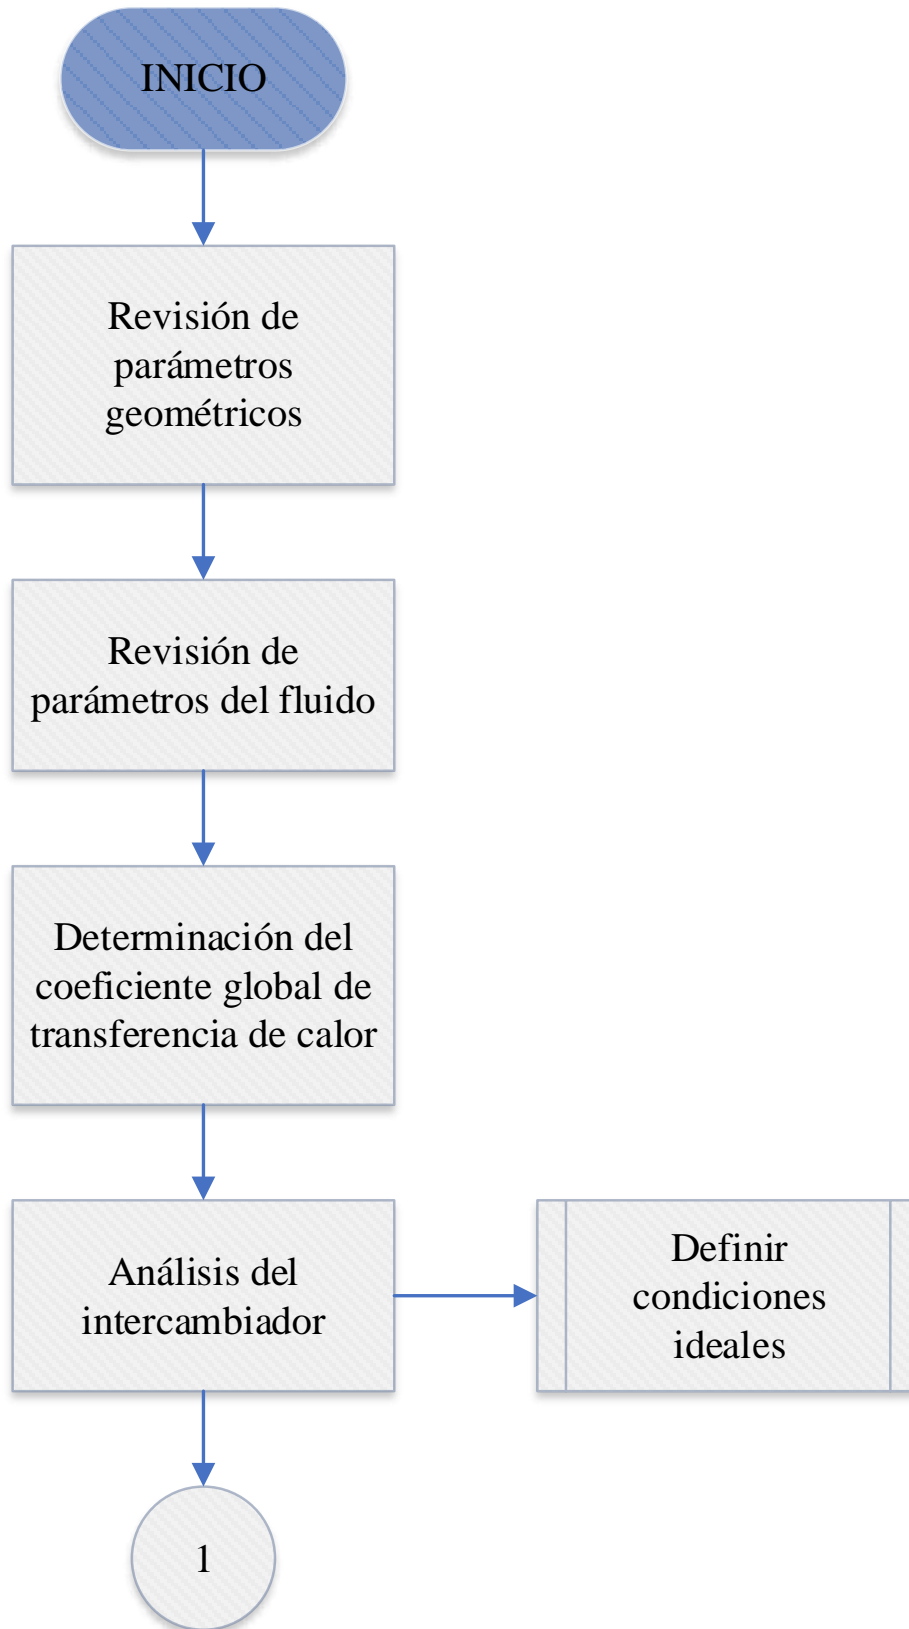 INICIO
Revisión de
parámetros
geométricos
Revisión de
parámetros del fluido
Determinación del
coeficiente global de
transferencia de calor
Análisis del
intercambiador
Definir
condiciones
ideales
1